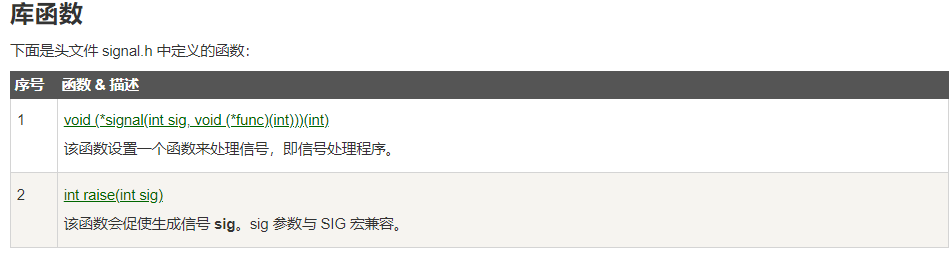 库函数
下面是头文件 signal.h 中定义的函数：
序号 函数 & 描述
1 void (*signal(int sig, void (*func)(int)))(int)
该函数设置一个函数来处理信号，即信号处理程序。
2 int raise(int sig)
该函数会促使生成信号 sig。sig 参数与 SIG 宏兼容。